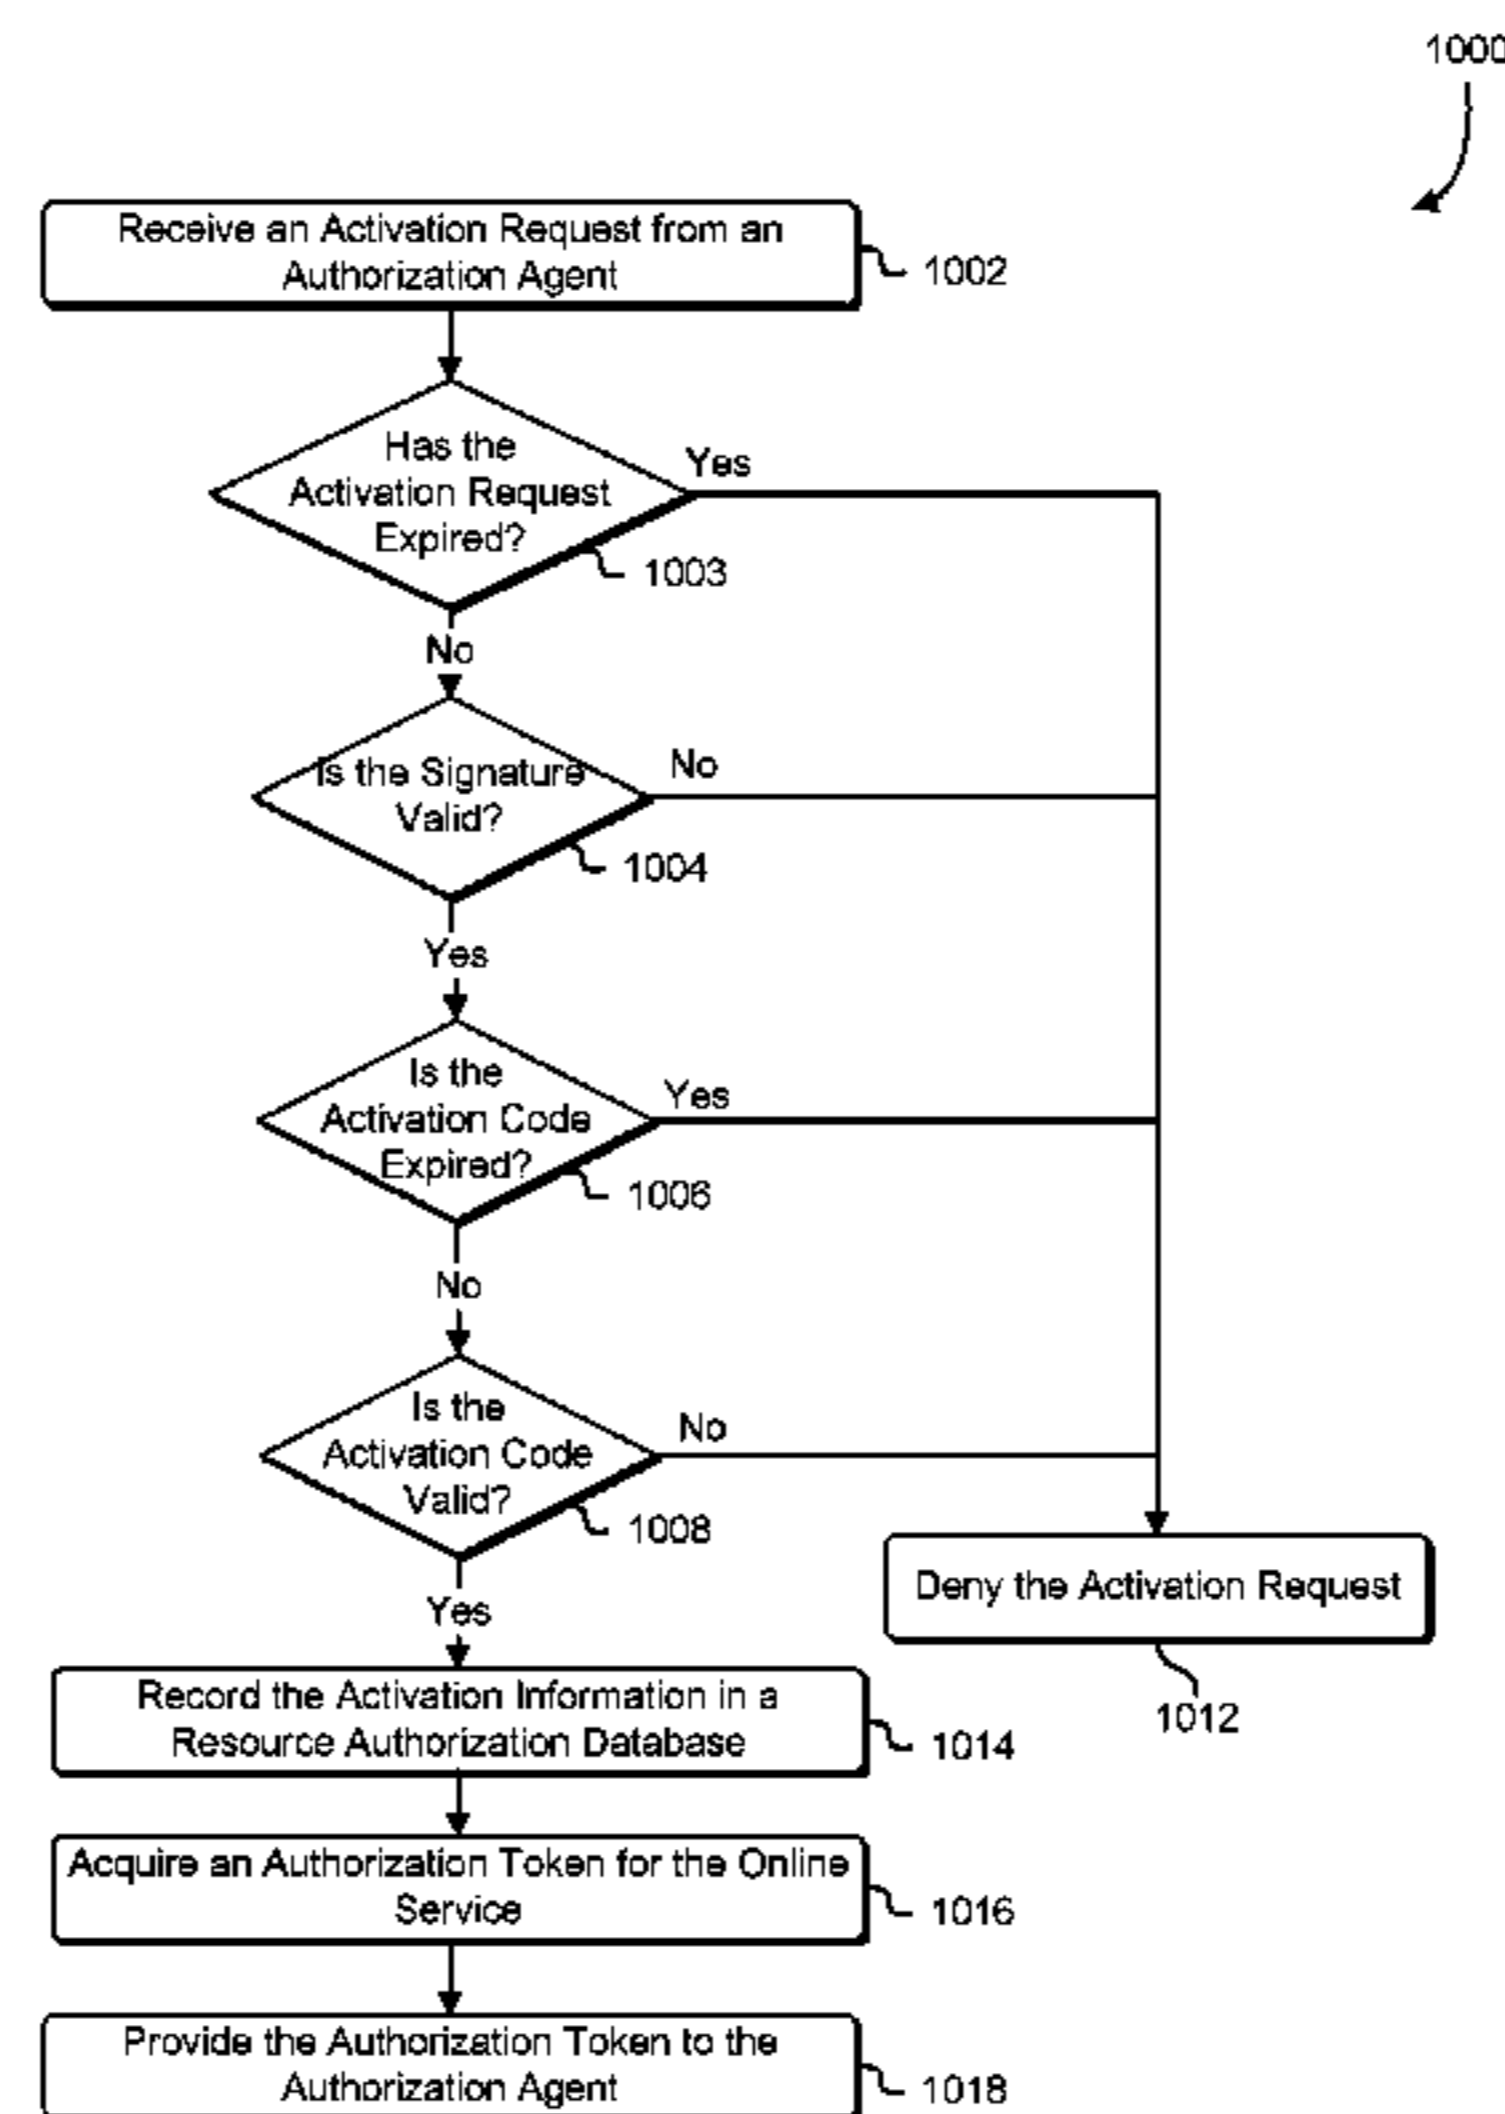 1000
Receive an Activation Request from an
Authorization Agent
1002
Has the
Activation Request
Expired?
Yes
1003
No
Is the Signature
Valid?
No
1004
Yes
Is the
Activation Code
Expired?
Yes
1006
No
Is the
Activation Code
Valid?
No
1008
Yes
Deny the Activation Request
1012
Record the Activation Information in a
Resource Authorization Database
1014
Acquire an Authorization Token for the Online
Service
1016
Provide the Authorization Token to the
Authorization Agent
1018